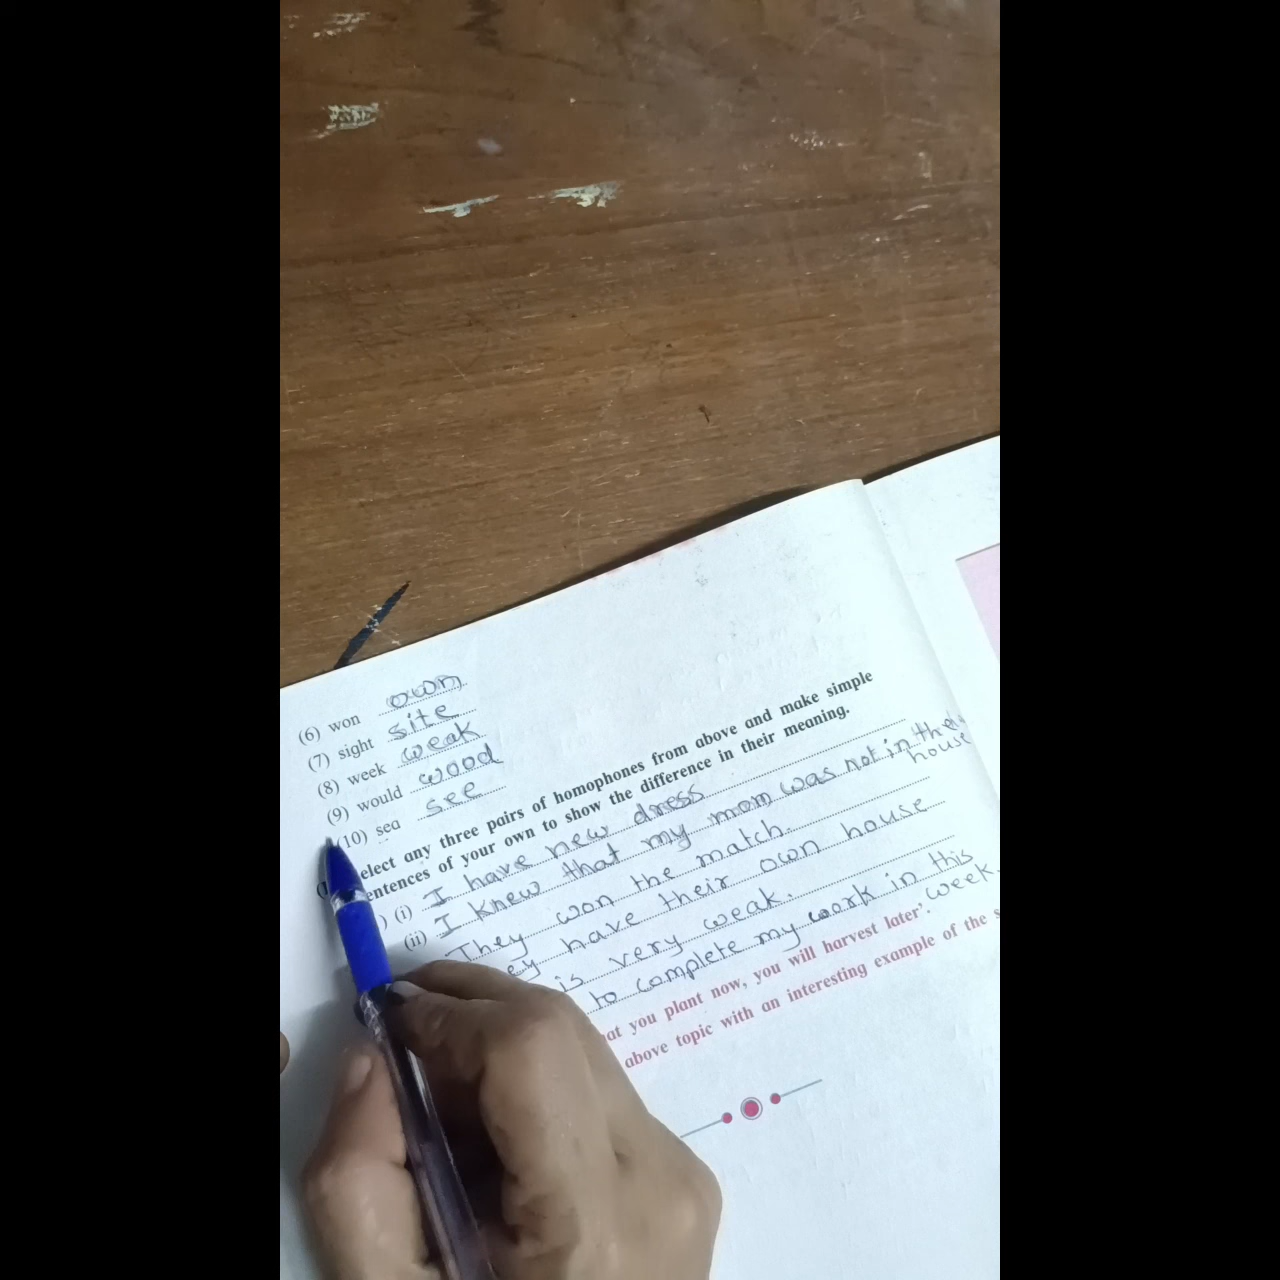 (6) won own
(7) sight site
(8) week weak
(9) would wood
(10) sea see
elect any three pairs of homophones from above and make simple
entences of your own to show the difference in their meaning.
(i) I have new dress
(ii) I knew that my mom was not in the house
They won the match.
ey have their own house
is very weak.
to complete my work in this week.
at you plant now, you will harvest later'.
above topic with an interesting example of the s